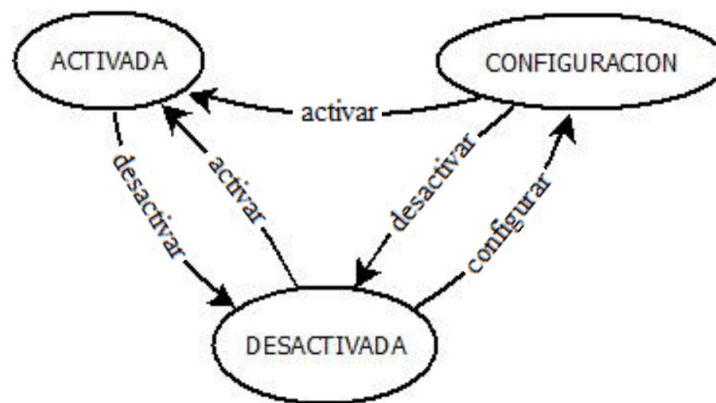 ACTIVADA
CONFIGURACION
activar
desactivar
activar
desactivar
configurar
DESACTIVADA